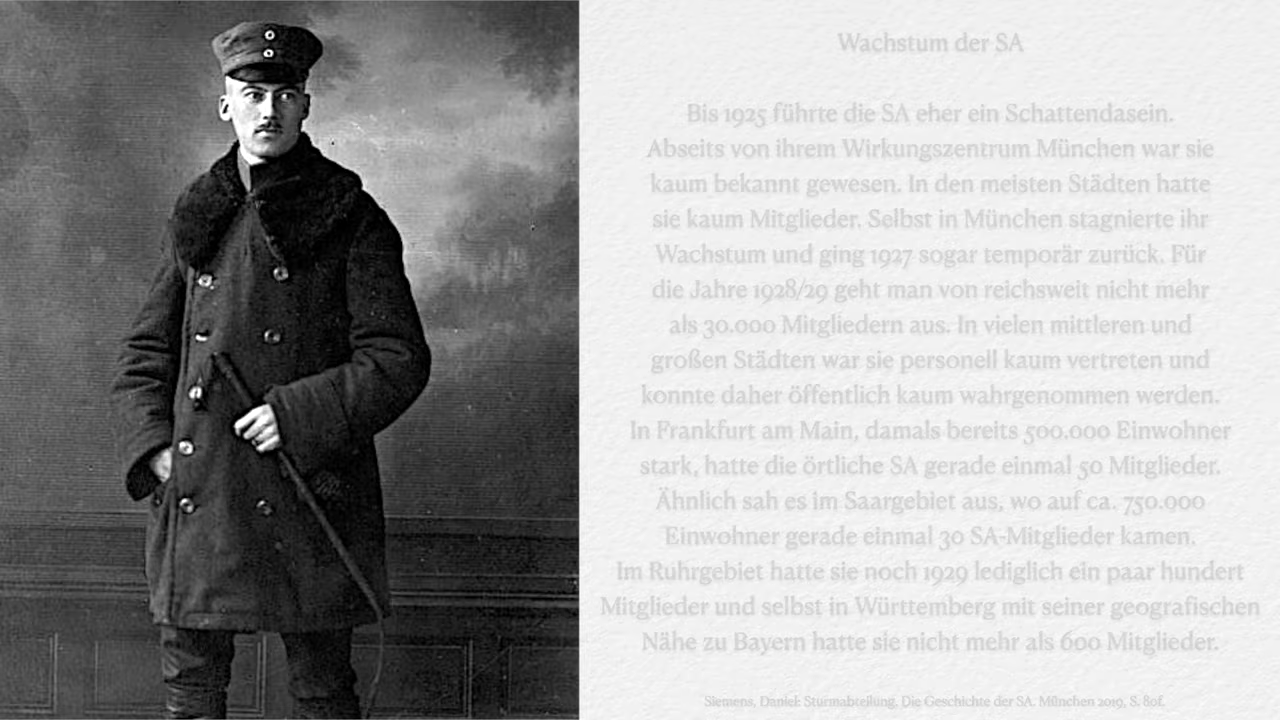 Wachstum der SA
Bis 1925 führte die SA eher ein Schattendasein.
Abseits von ihrem Wirkungszentrum München war sie
kaum bekannt gewesen. In den meisten Städten hatte
sie kaum Mitglieder. Selbst in München stagnierte ihr
Wachstum und ging 1927 sogar temporär zurück. Für
die Jahre 1928/29 geht man von reichsweit nicht mehr
als 30.000 Mitgliedern aus. In vielen mittleren und
großen Städten war sie personell kaum vertreten und
konnte daher öffentlich kaum wahrgenommen werden.
In Frankfurt am Main, damals bereits 500.000 Einwohner
stark, hatte die örtliche SA gerade einmal 50 Mitglieder.
Ähnlich sah es im Saargebiet aus, wo auf ca. 750.000
Einwohner gerade einmal 30 SA-Mitglieder kamen.
Im Ruhrgebiet hatte sie noch 1929 lediglich ein paar hundert
Mitglieder und selbst in Württemberg mit seiner geografischen
Nähe zu Bayern hatte sie nicht mehr als 600 Mitglieder.
Siemens, Daniel: Sturmabteilung. Die Geschichte der SA. München 2019, S. 80f.